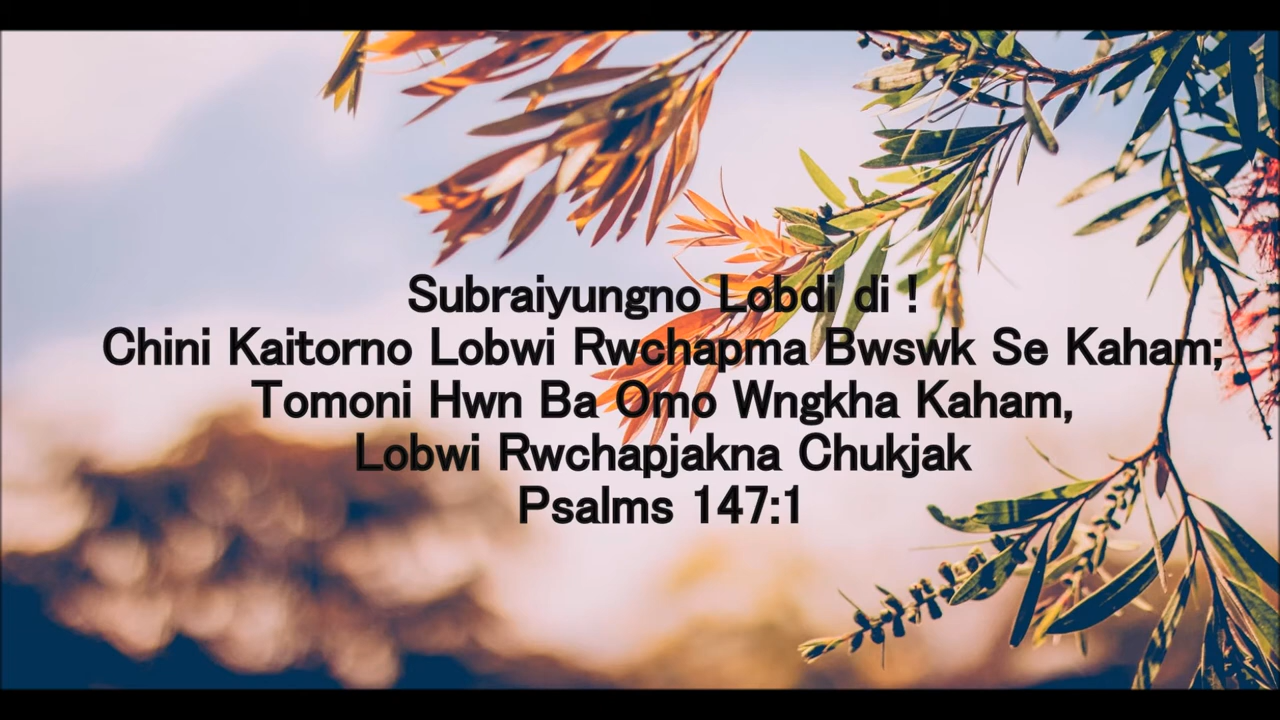 Subraiyungno Lobdi di !
Chini Kaitorno Lobwi Rwchapma Bwswk Se Kaham;
Tomoni Hwn Ba Omo Wngkha Kaham,
Lobwi Rwchapjakna Chukjak
Psalms 147:1